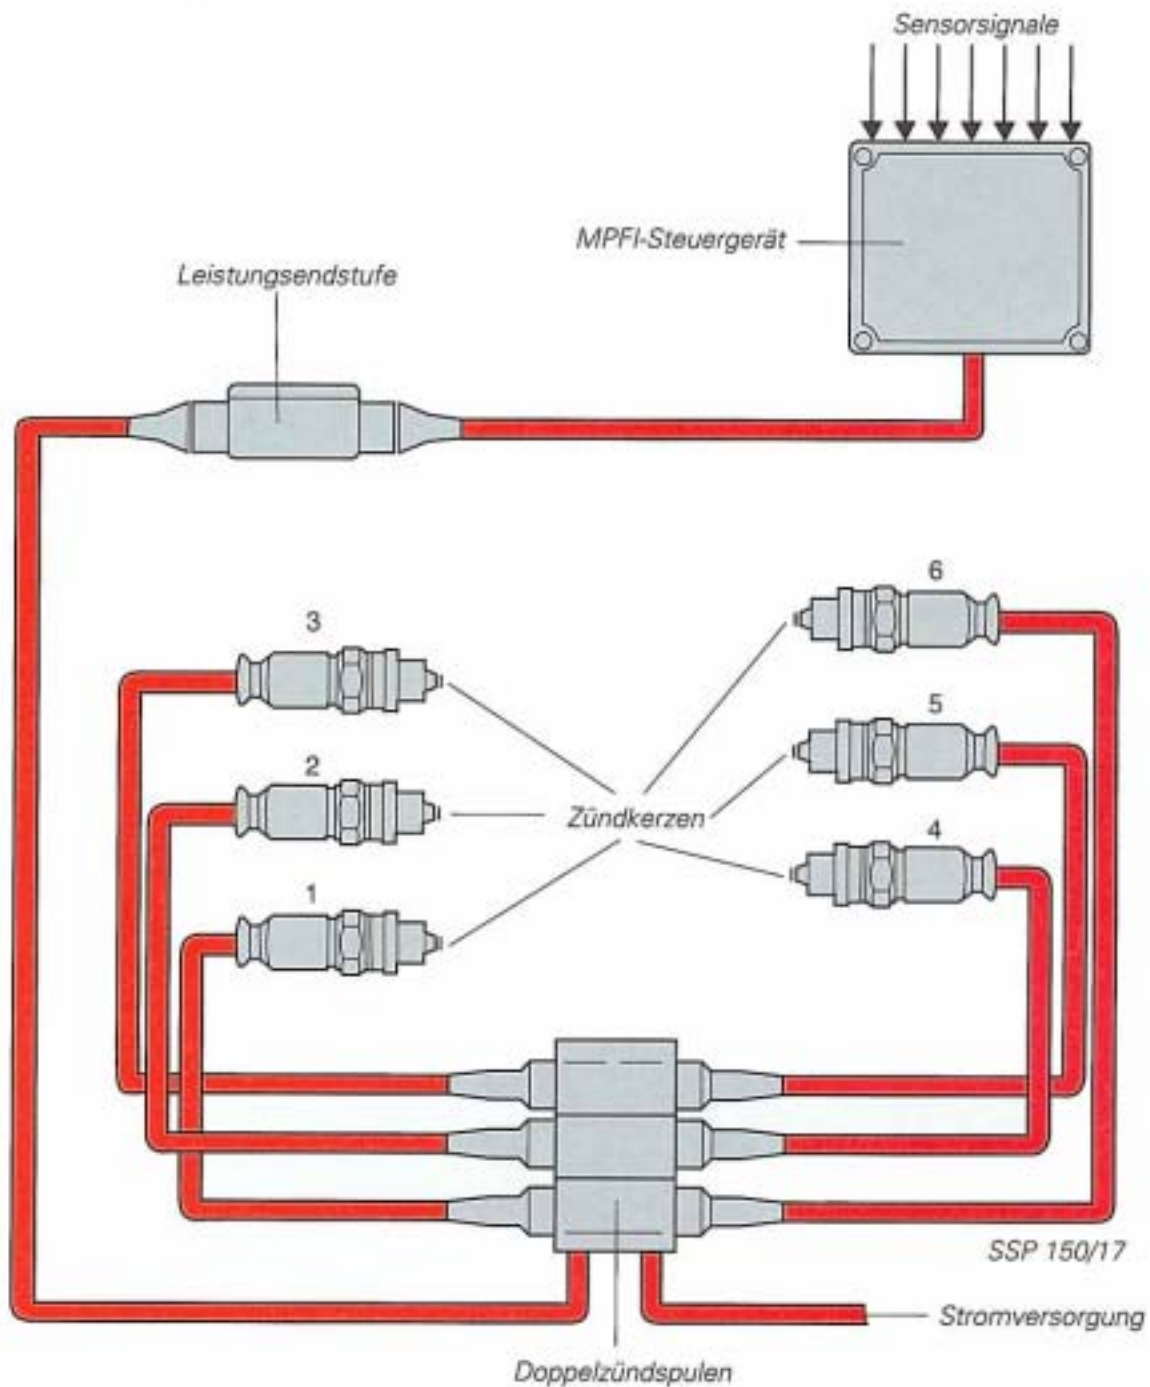 Sensorsignale
MPFI-Steuergerät
Leistungsendstufe
6
3
5
2
Zündkerzen
4
1
SSP 150/17
Stromversorgung
Doppelzündspulen